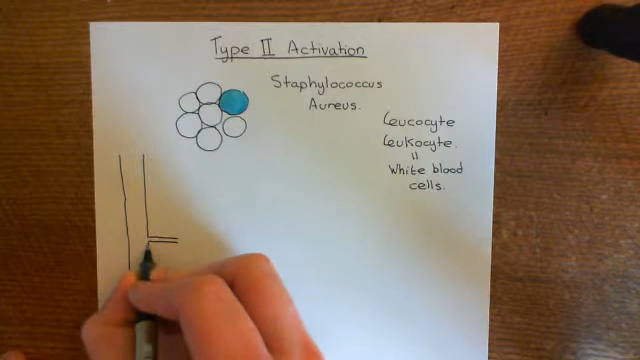 Type II Activation
Staphylococcus
Aureus.
Leucocyte
Leukocyte.
=
White blood
cells.